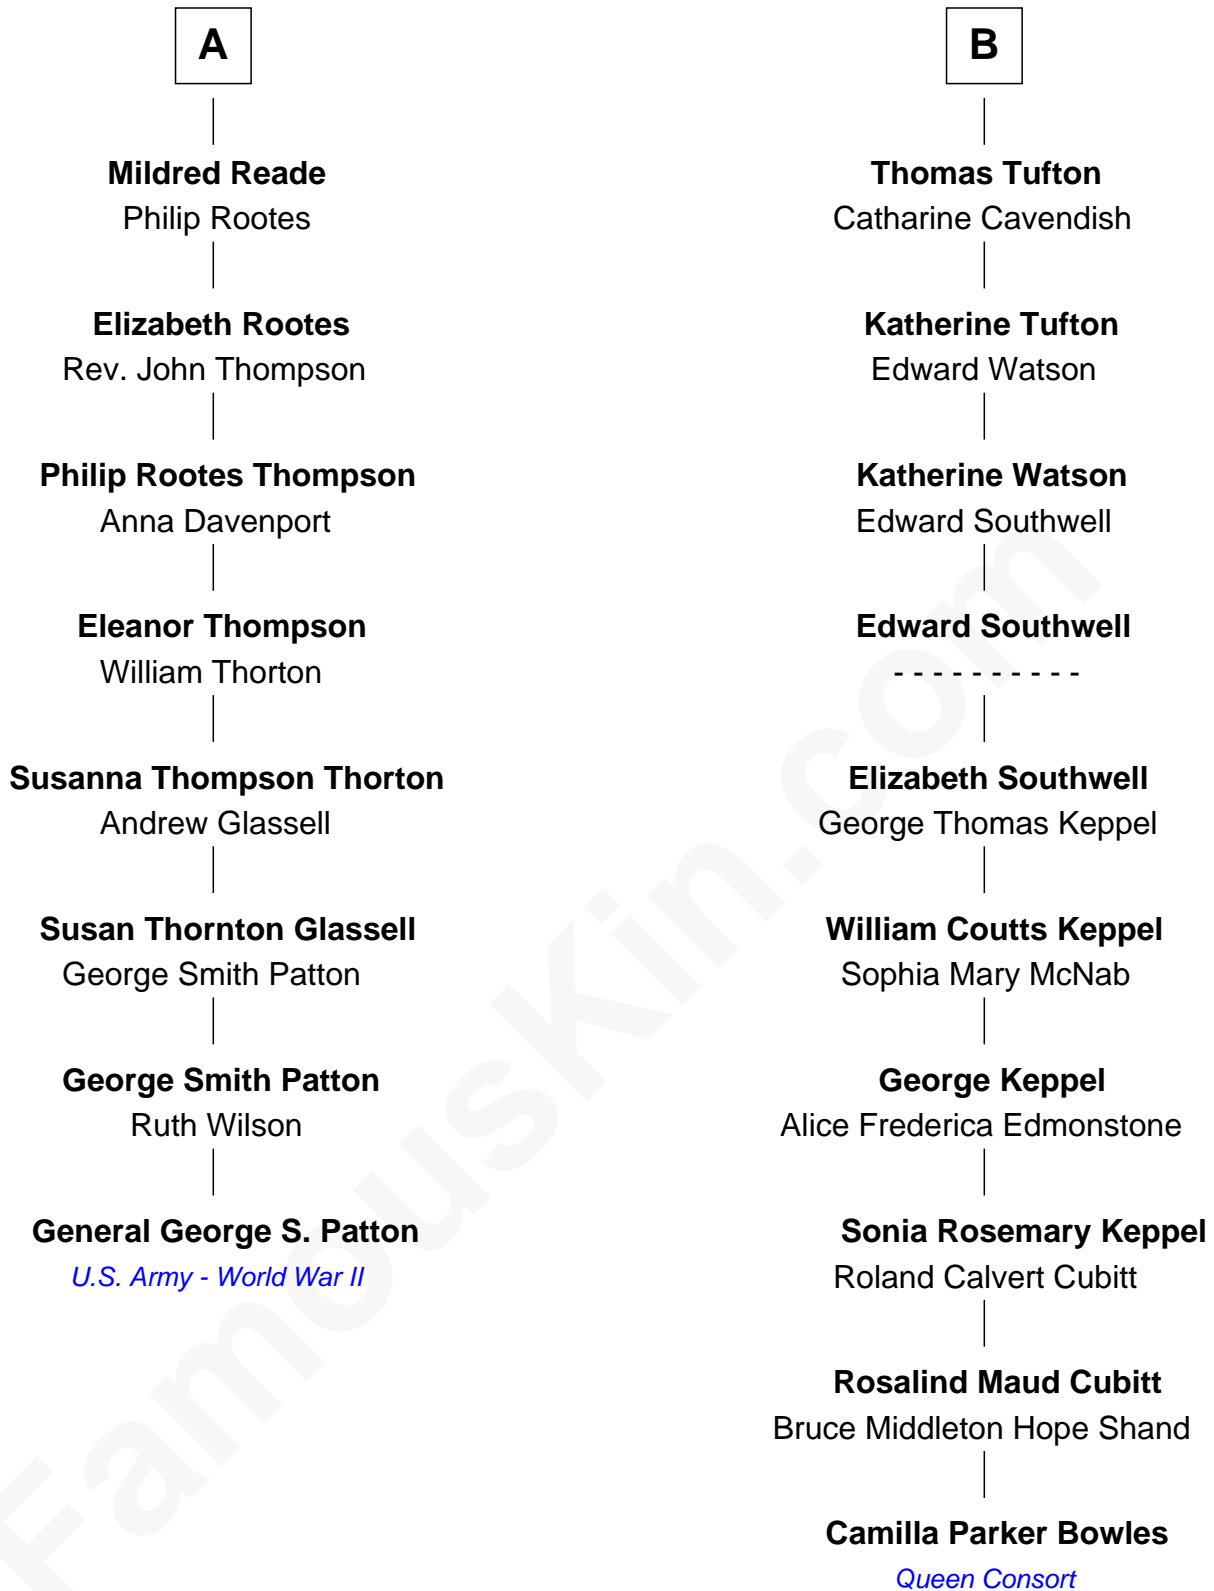 A
Mildred Reade
Philip Rootes
Elizabeth Rootes
Rev. John Thompson
Philip Rootes Thompson
Anna Davenport
Eleanor Thompson
William Thorton
Susanna Thompson Thorton
Andrew Glassell
Susan Thornton Glassell
George Smith Patton
George Smith Patton
Ruth Wilson
General George S. Patton
U.S. Army - World War II
B
Thomas Tufton
Catharine Cavendish
Katherine Tufton
Edward Watson
Katherine Watson
Edward Southwell
Edward Southwell
- - - - - - - - - -
Elizabeth Southwell
George Thomas Keppel
William Coutts Keppel
Sophia Mary McNab
George Keppel
Alice Frederica Edmonstone
Sonia Rosemary Keppel
Roland Calvert Cubitt
Rosalind Maud Cubitt
Bruce Middleton Hope Shand
Camilla Parker Bowles
Queen Consort
FamousKin.com